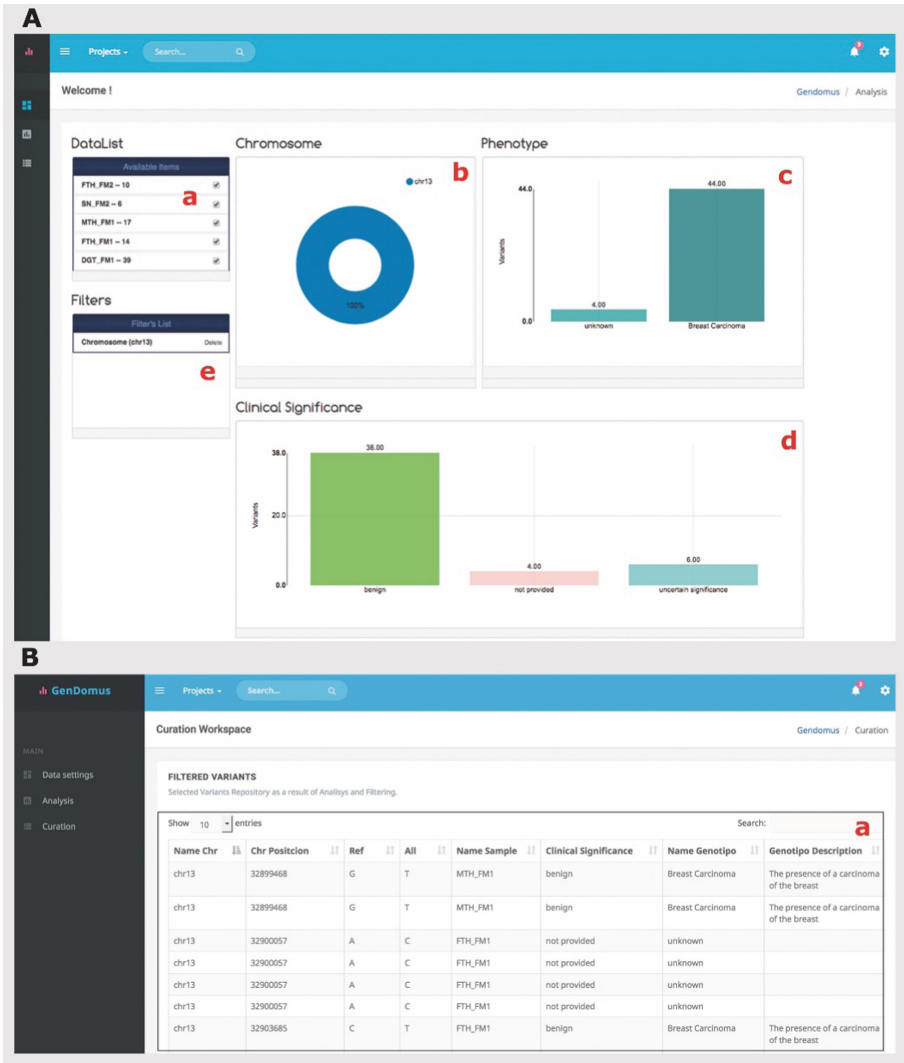 A
Projects
Search...
3
Welcome !
Gendomus / Analysis
DataList
Available Items
FTH_FM2 -- 10
SN_FM2 -- 6
MTH_FM1 -- 17
FTH_FM1 -- 14
DGT_FM1 -- 39
a
Filters
Filter's List
Chromosome (chr13) Delete
e
Chromosome
b
chr13
100%
Phenotype
c
44.00
44.0
Variants
4.00
0.0
unknown Breast Carcinoma
Clinical Significance
d
38.00
38.0
Variants
20.0
4.00
6.00
0.0
benign not provided uncertain significance
B
GenDomus
Projects
Search...
3
MAIN
Data settings
Analysis
Curation
Curation Workspace
Gendomus / Curation
FILTERED VARIANTS
Selected Variants Repository as a result of Analisys and Filtering.
Show 10 entries Search:
a
Name Chr Chr Positcion Ref All Name Sample Clinical Significance Name Genotipo Genotipo Description
chr13 32899468 G T MTH_FM1 benign Breast Carcinoma The presence of a carcinoma
of the breast
chr13 32899468 G T MTH_FM1 benign Breast Carcinoma The presence of a carcinoma
of the breast
chr13 32900057 A C FTH_FM1 not provided unknown
chr13 32900057 A C FTH_FM1 not provided unknown
chr13 32900057 A C FTH_FM1 not provided unknown
chr13 32900057 A C FTH_FM1 not provided unknown
chr13 32903685 C T FTH_FM1 benign Breast Carcinoma The presence of a carcinoma
of the breast